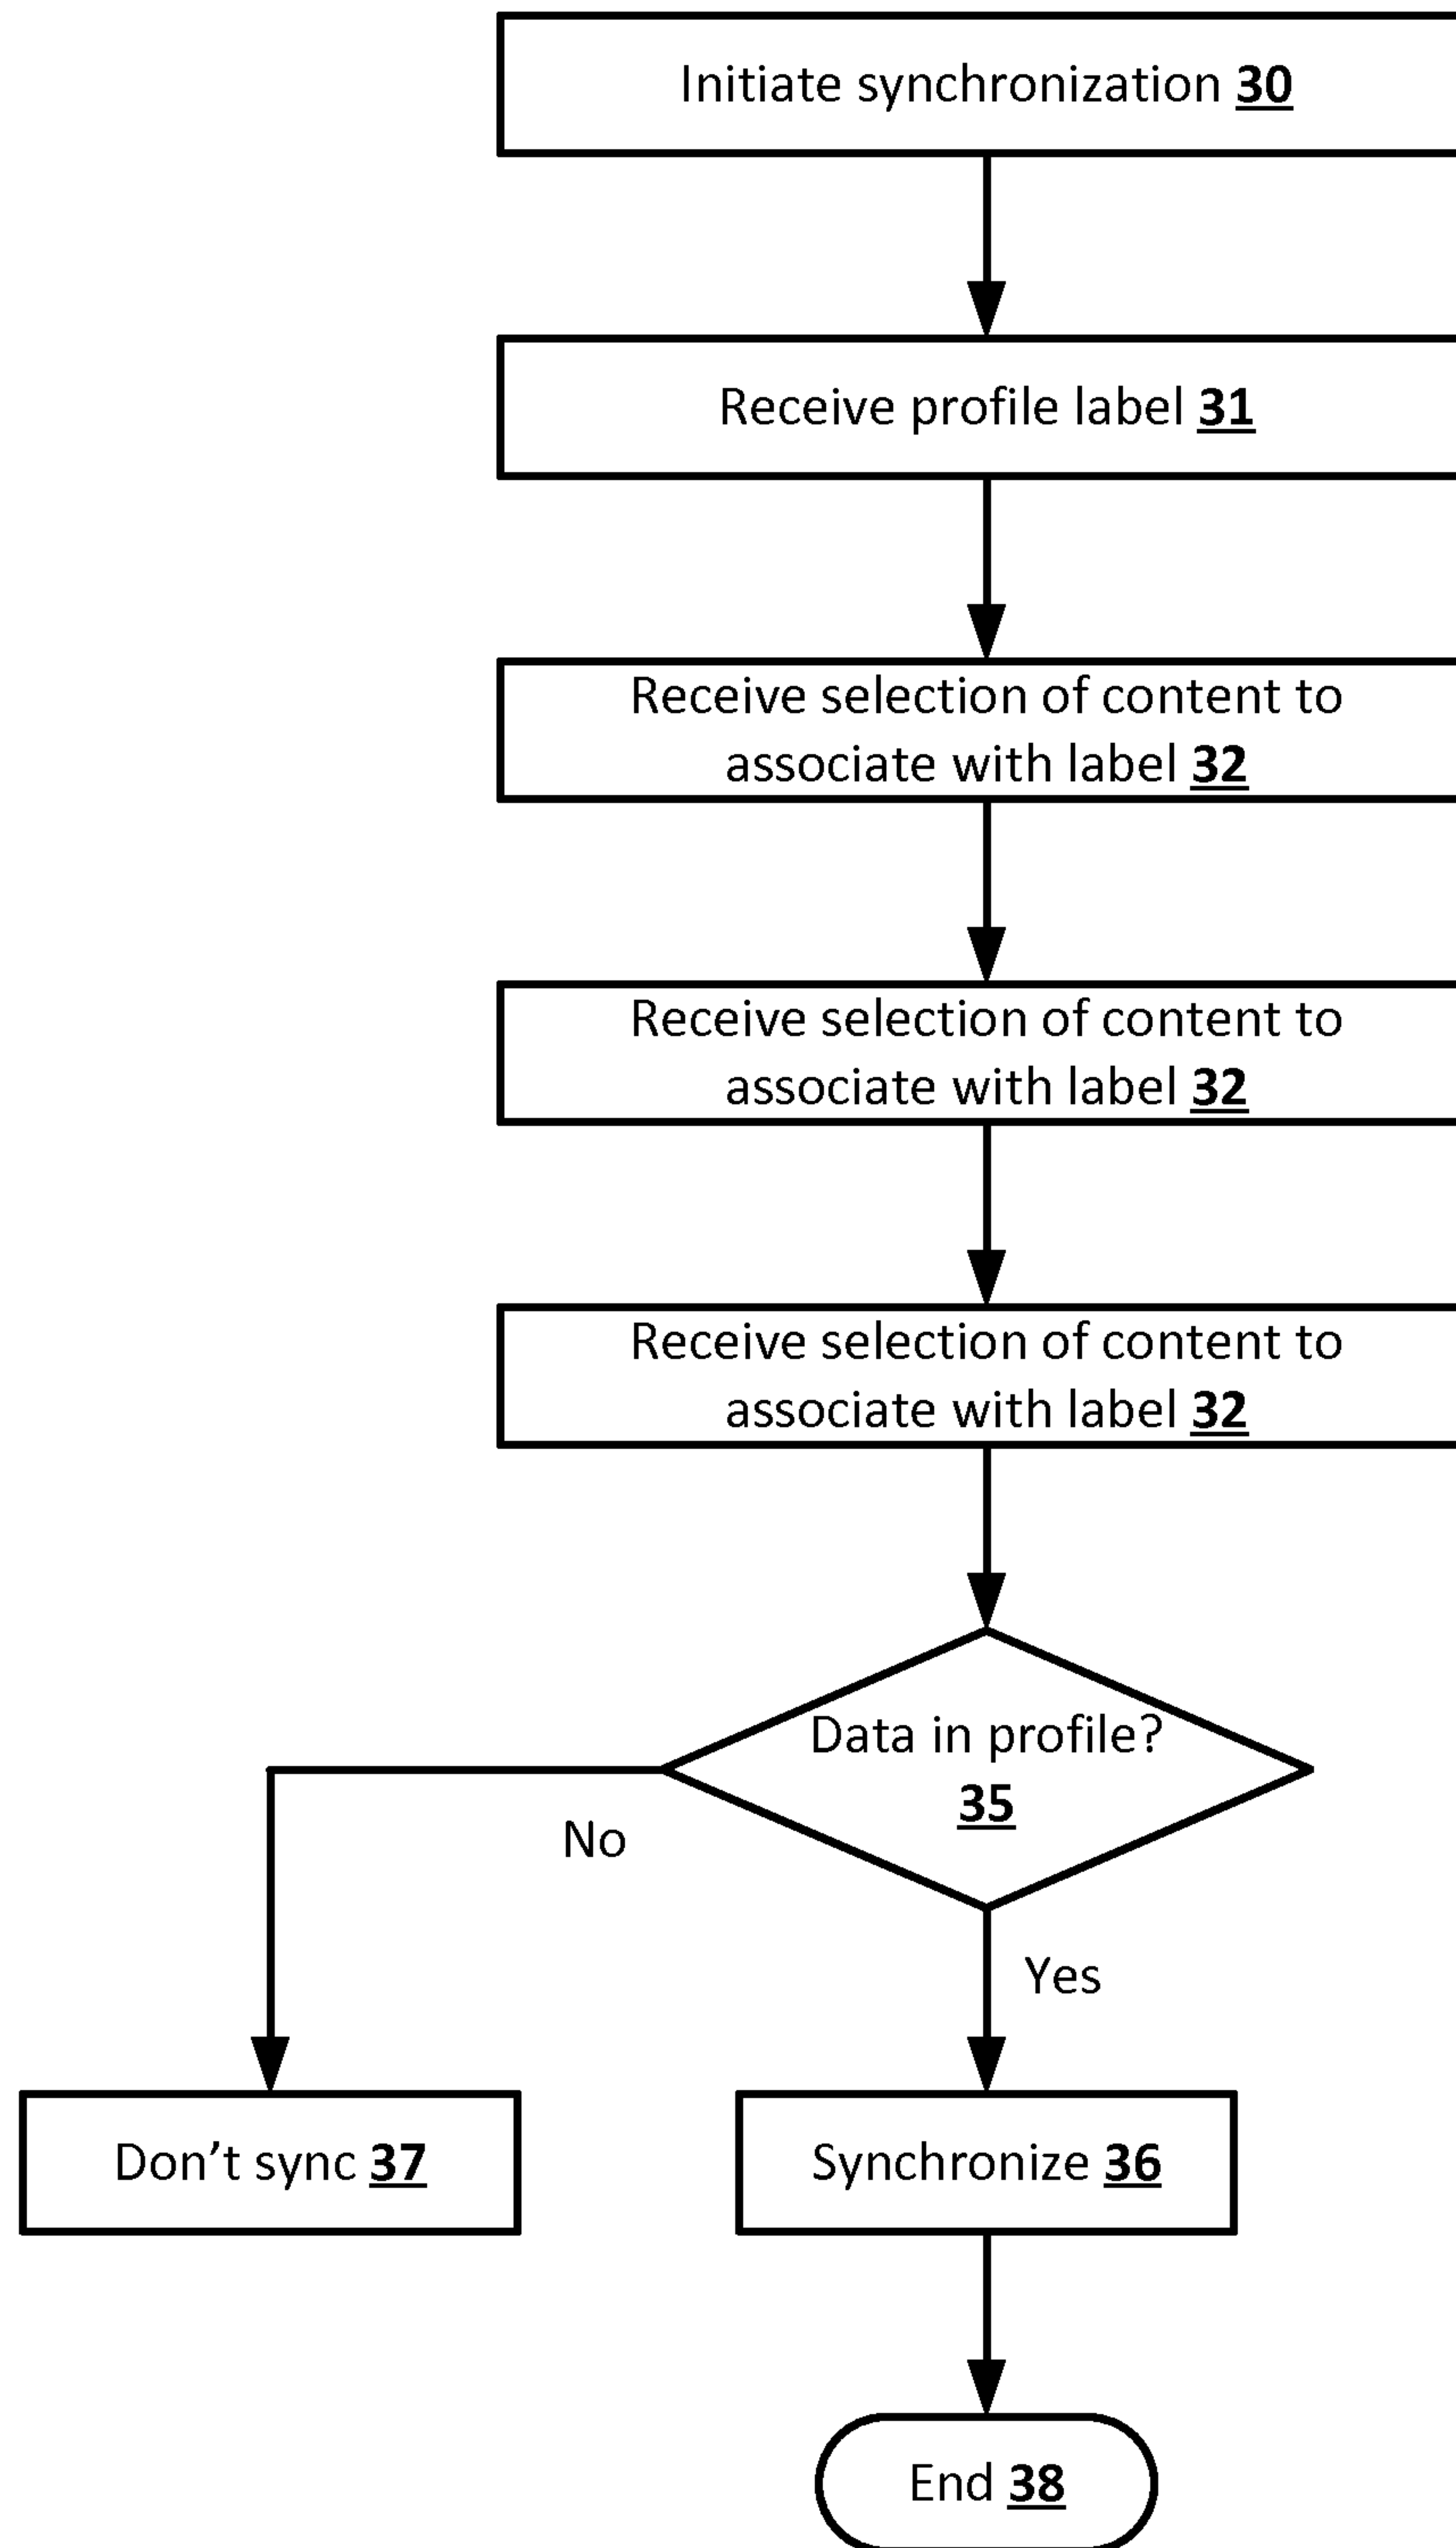 Initiate synchronization 30
Receive profile label 31
Receive selection of content to
associate with label 32
Receive selection of content to
associate with label 32
Receive selection of content to
associate with label 32
Data in profile?
35
No
Yes
Don’t sync 37
Synchronize 36
End 38